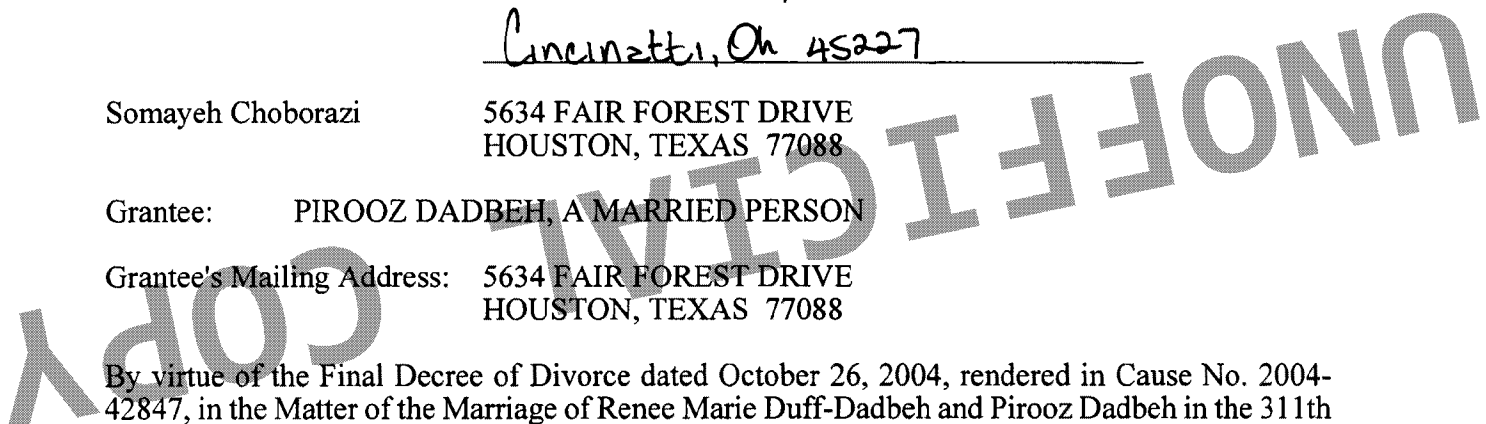 Cincinatti, Oh 45227
Somayeh Choborazi 5634 FAIR FOREST DRIVE
HOUSTON, TEXAS 77088
Grantee: PIROOZ DADBEH, A MARRIED PERSON
Grantee's Mailing Address: 5634 FAIR FOREST DRIVE
HOUSTON, TEXAS 77088
By virtue of the Final Decree of Divorce dated October 26, 2004, rendered in Cause No. 2004-
42847, in the Matter of the Marriage of Renee Marie Duff-Dadbeh and Pirooz Dadbeh in the 311th
UNOFFICIAL COPY